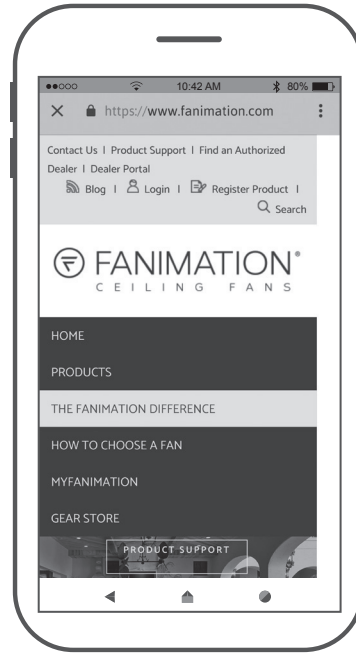 10:42 AM 80%
https://www.fanimation.com
Contact Us | Product Support | Find an Authorized
Dealer | Dealer Portal
Blog | Login | Register Product |
Search
FANIMATION®
CEILING FANS
HOME
PRODUCTS
THE FANIMATION DIFFERENCE
HOW TO CHOOSE A FAN
MYFANIMATION
GEAR STORE
PRODUCT SUPPORT